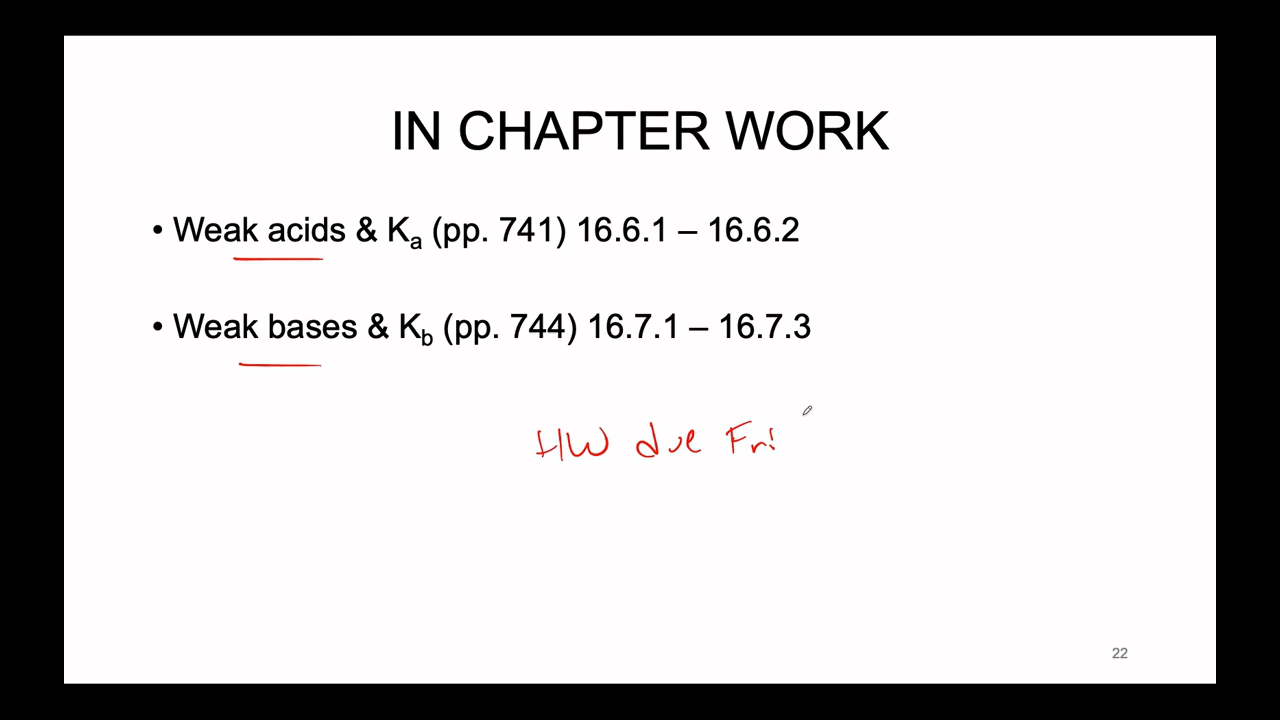 IN CHAPTER WORK
• Weak acids & Kₐ (pp. 741) 16.6.1 – 16.6.2
• Weak bases & K_b (pp. 744) 16.7.1 – 16.7.3
HW due Fri
22